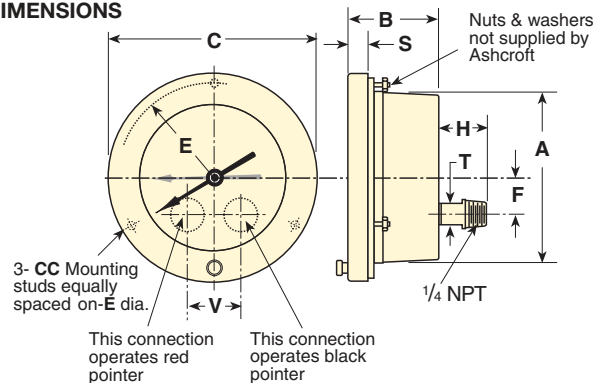 IMENSIONS
C
B
S
Nuts & washers
not supplied by
Ashcroft
E
H
T
A
F
3- CC Mounting
studs equally
spaced on-E dia.
V
1/4 NPT
This connection
operates red
pointer
This connection
operates black
pointer